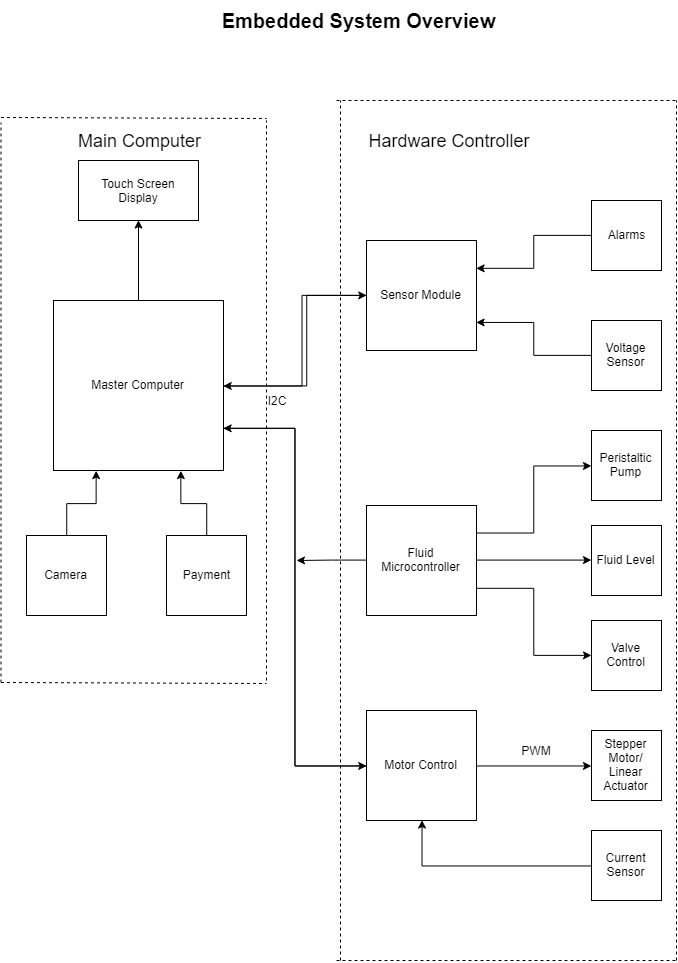 Embedded System Overview
Main Computer
Touch Screen
Display
Master Computer
Camera
Payment
I2C
Hardware Controller
Sensor Module
Alarms
Voltage
Sensor
Fluid
Microcontroller
Peristaltic
Pump
Fluid Level
Valve
Control
Motor Control
PWM
Stepper
Motor/
Linear
Actuator
Current
Sensor